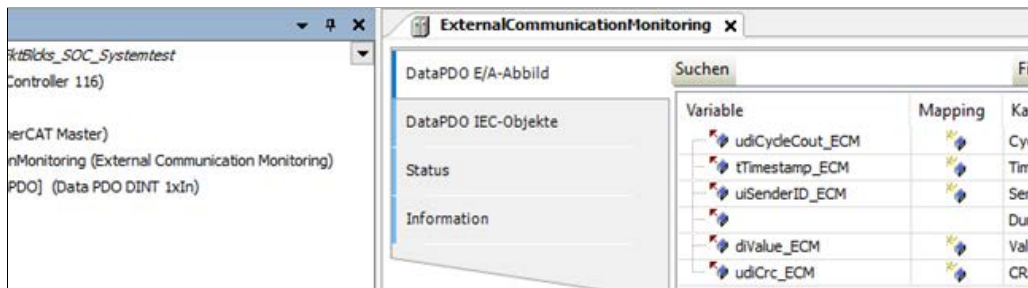 ExternalCommunicationMonitoring
ktBlcks_SOC_Systemtest
Controller 116)
nerCAT Master)
nMonitoring (External Communication Monitoring)
PDO] (Data PDO DINT 1xIn)
DataPDO E/A-Abbild
DataPDO IEC-Objekte
Status
Information
Suchen
Fi
Variable Mapping Ka
udiCycleCout_ECM Cy
tTimestamp_ECM Tim
uiSenderID_ECM Ser
Du
diValue_ECM Val
udiCrc_ECM CR